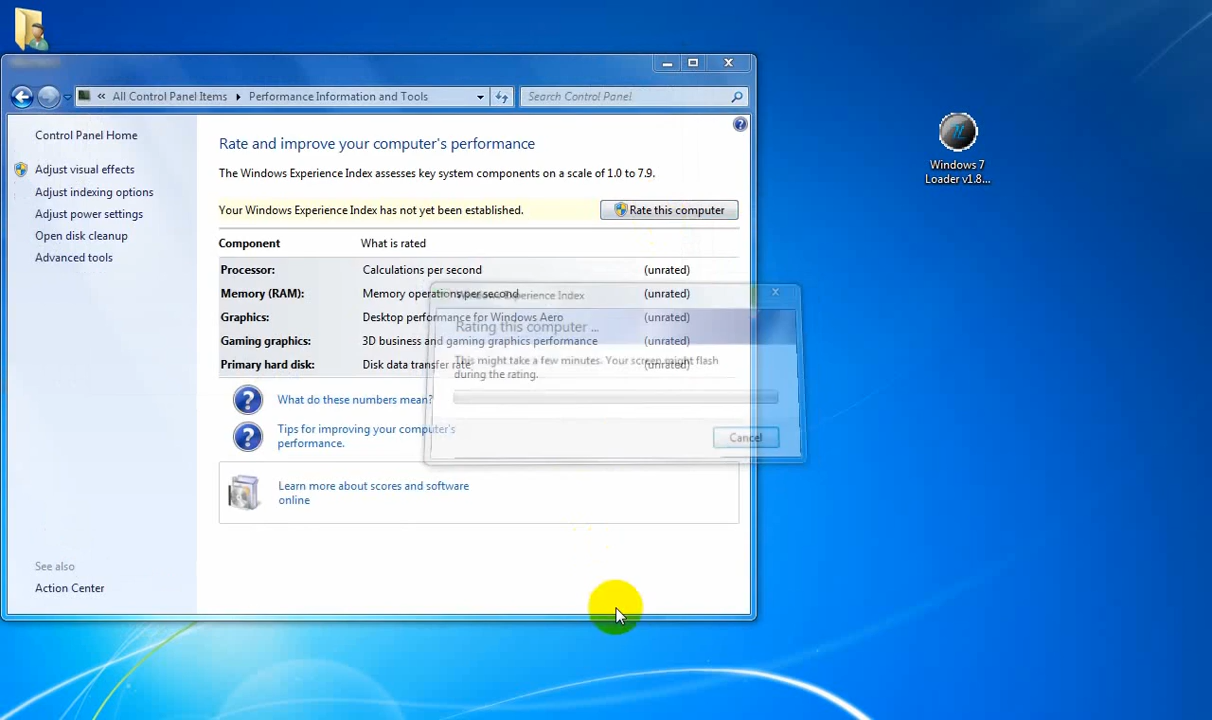 All Control Panel Items
Performance Information and Tools
Search Control Panel
Control Panel Home
Adjust visual effects
Adjust indexing options
Adjust power settings
Open disk cleanup
Advanced tools
See also
Action Center
Rate and improve your computer's performance
The Windows Experience Index assesses key system components on a scale of 1.0 to 7.9.
Your Windows Experience Index has not yet been established.
Rate this computer
Component What is rated
Processor: Calculations per second (unrated)
Memory (RAM): Memory operations per second (unrated)
Graphics: Desktop performance for Windows Aero (unrated)
Gaming graphics: 3D business and gaming graphics performance (unrated)
Primary hard disk: Disk data transfer rate (unrated)
What do these numbers mean?
Tips for improving your computer's
performance.
Learn more about scores and software
online
Windows Experience Index
Rating this computer ...
This might take a few minutes. Your screen might flash
during the rating.
Cancel
Windows 7
Loader v1.8...